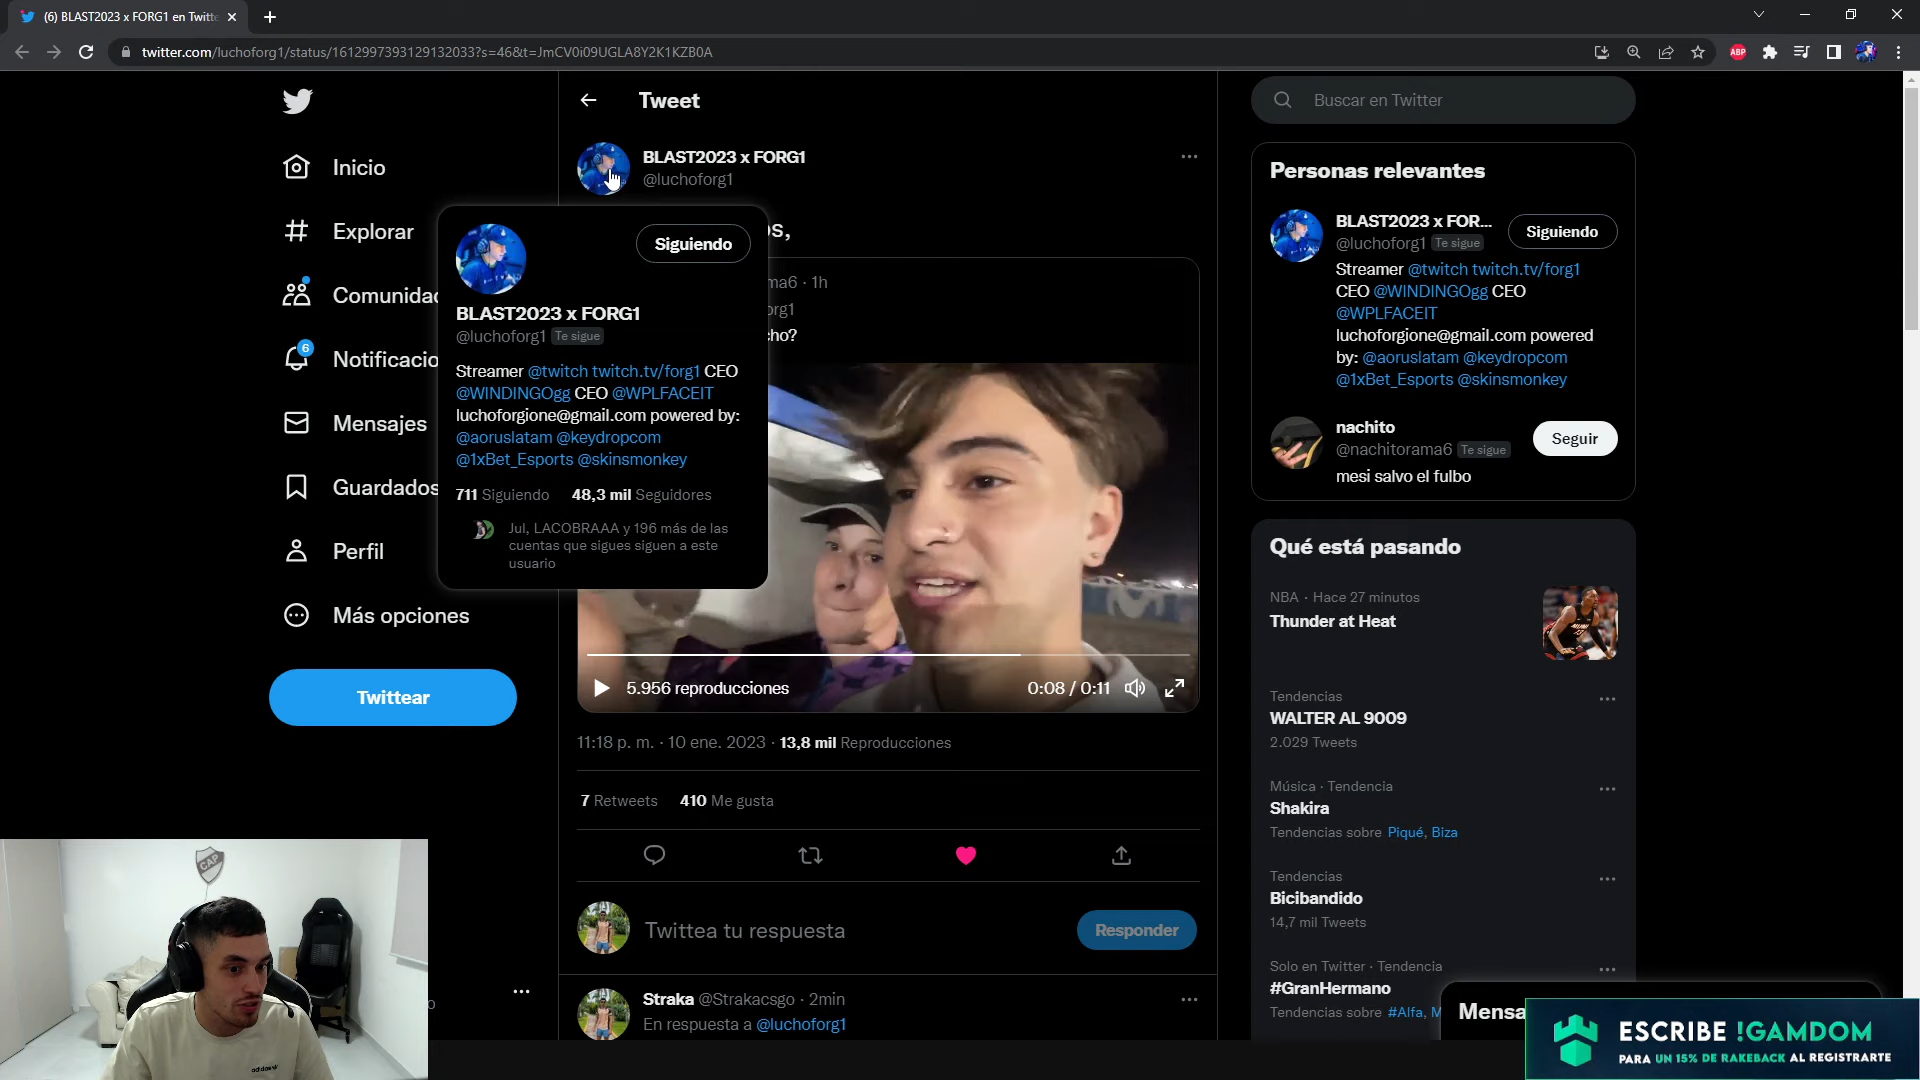 (6) BLAST2023 x FORG1 en Twitte
twitter.com/luchoforg1/status/1612997393129132033?s=46&t=JmCV0i09UGLA8Y2K1KZB0A
ABP
Inicio
Explorar
Comunidad
6
Notificacio
Mensajes
Guardados
Perfil
Más opciones
Twittear
Tweet
BLAST2023 x FORG1
@luchoforg1
os,
ma6 · 1h
org1
cho?
Siguiendo
BLAST2023 x FORG1
@luchoforg1 Te sigue
Streamer @twitch twitch.tv/forg1 CEO
@WINDINGOgg CEO @WPLFACEIT
luchoforgione@gmail.com powered by:
@aoruslatam @keydropcom
@1xBet_Esports @skinsmonkey
711 Siguiendo 48,3 mil Seguidores
Jul, LACOBRAAA y 196 más de las
cuentas que sigues siguen a este
usuario
5.956 reproducciones
0:08 / 0:11
11:18 p. m. · 10 ene. 2023 · 13,8 mil Reproducciones
7 Retweets 410 Me gusta
Twittea tu respuesta
Responder
Straka @Strakacsgo · 2min
En respuesta a @luchoforg1
Buscar en Twitter
Personas relevantes
BLAST2023 x FOR...
@luchoforg1 Te sigue
Siguiendo
Streamer @twitch twitch.tv/forg1
CEO @WINDINGOgg CEO
@WPLFACEIT
luchoforgione@gmail.com powered
by: @aoruslatam @keydropcom
@1xBet_Esports @skinsmonkey
nachito
@nachitorama6 Te sigue
Seguir
mesi salvo el fulbo
Qué está pasando
NBA · Hace 27 minutos
Thunder at Heat
Tendencias
WALTER AL 9009
2.029 Tweets
Música · Tendencia
Shakira
Tendencias sobre Piqué, Biza
Tendencias
Bicibandido
14,7 mil Tweets
Solo en Twitter · Tendencia
#GranHermano
Tendencias sobre #Alfa, M
Mensa
ESCRIBE !GAMDOM
PARA UN 15% DE RAKEBACK AL REGISTRARTE
CAP
adidas